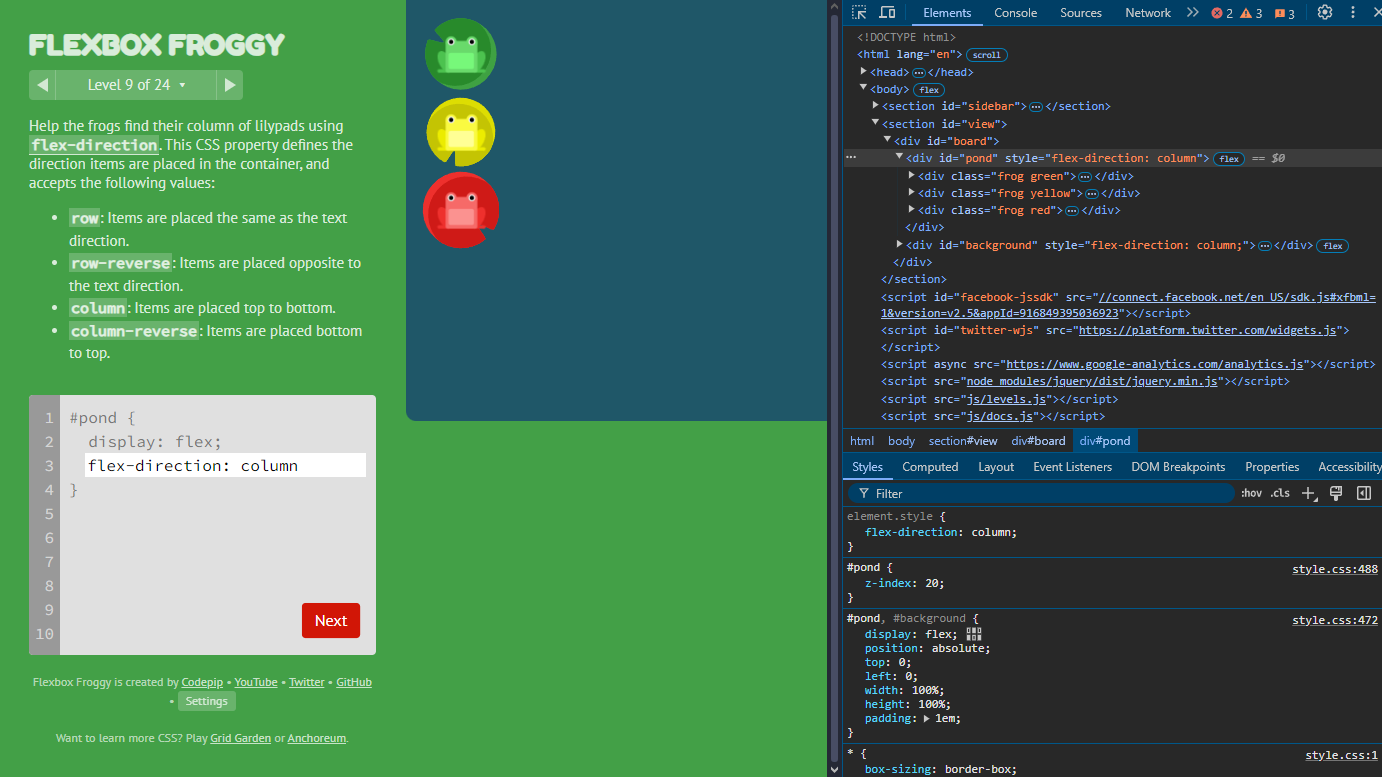 FLEXBOX FROGGY
◀ Level 9 of 24 ▾ ▶
Help the frogs find their column of lilypads using
flex-direction. This CSS property defines the
direction items are placed in the container, and
accepts the following values:
• row: Items are placed the same as the text
direction.
• row-reverse: Items are placed opposite to
the text direction.
• column: Items are placed top to bottom.
• column-reverse: Items are placed bottom
to top.
1 #pond {
2 display: flex;
3 flex-direction: column
4 }
5
6
7
8
9
10
Next
Flexbox Froggy is created by Codepip • YouTube • Twitter • GitHub
• Settings
Want to learn more CSS? Play Grid Garden or Anchoreum.
Elements Console Sources Network 2 3 3
<!DOCTYPE html>
<html lang="en"> scroll
<head> … </head>
<body> flex
<section id="sidebar"> … </section>
<section id="view">
<div id="board">
… <div id="pond" style="flex-direction: column"> flex == $0
<div class="frog green"> … </div>
<div class="frog yellow"> … </div>
<div class="frog red"> … </div>
</div>
<div id="background" style="flex-direction: column;"> … </div> flex
</div>
</section>
<script id="facebook-jssdk" src="//connect.facebook.net/en_US/sdk.js#xfbml=
1&version=v2.5&appId=916849395036923"></script>
<script id="twitter-wjs" src="https://platform.twitter.com/widgets.js">
</script>
<script async src="https://www.google-analytics.com/analytics.js"></script>
<script src="node_modules/jquery/dist/jquery.min.js"></script>
<script src="js/levels.js"></script>
<script src="js/docs.js"></script>
html body section#view div#board div#pond
Styles Computed Layout Event Listeners DOM Breakpoints Properties Accessibility
Filter :hov .cls
element.style {
flex-direction: column;
}
#pond { style.css:488
z-index: 20;
}
#pond, #background { style.css:472
display: flex;
position: absolute;
top: 0;
left: 0;
width: 100%;
height: 100%;
padding: ▶ 1em;
}
* { style.css:1
box-sizing: border-box;